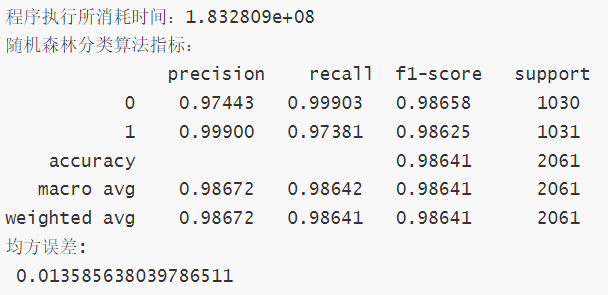 程序执行所消耗时间：1.832809e+08
随机森林分类算法指标：
precision recall f1-score support
0 0.97443 0.99903 0.98658 1030
1 0.99900 0.97381 0.98625 1031
accuracy 0.98641 2061
macro avg 0.98672 0.98642 0.98641 2061
weighted avg 0.98672 0.98641 0.98641 2061
均方误差:
0.013585638039786511